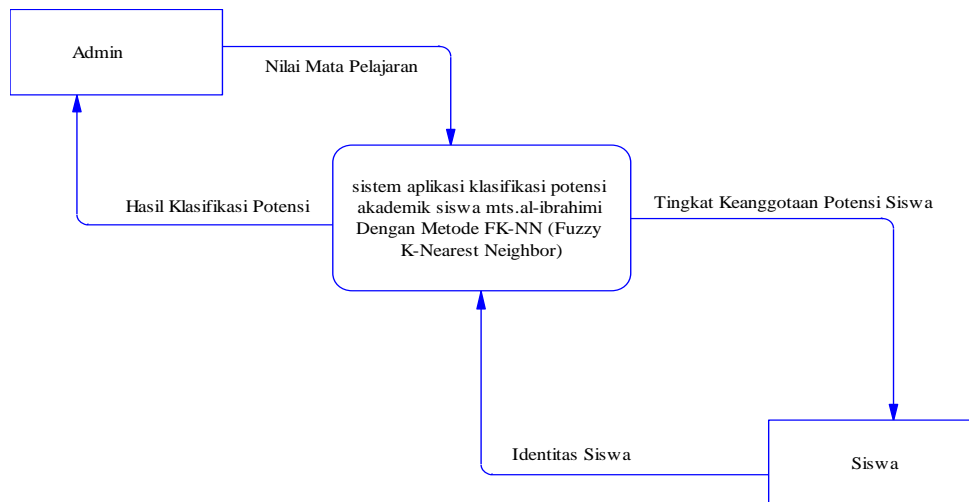 Admin
Nilai Mata Pelajaran
sistem aplikasi klasifikasi potensi
akademik siswa mts.al-ibrahimi
Dengan Metode FK-NN (Fuzzy
K-Nearest Neighbor)
Hasil Klasifikasi Potensi
Tingkat Keanggotaan Potensi Siswa
Identitas Siswa
Siswa